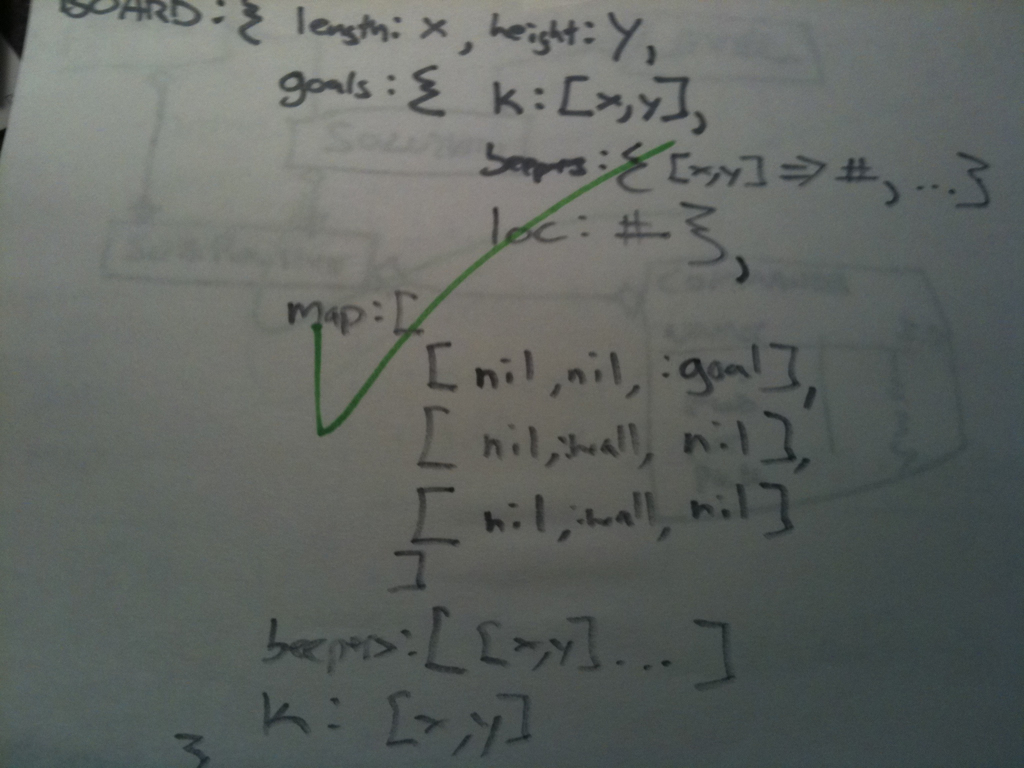 BOARD: { length: x, height: Y,
goals: { k: [x,y],
beepers: { [x,y] => #, ...}
loc: # },
map: [
[ nil, nil, :goal],
[ nil, :wall, nil],
[ nil, :wall, nil]
]
beepers: [ [x,y] ... ]
k: [x,y]
}